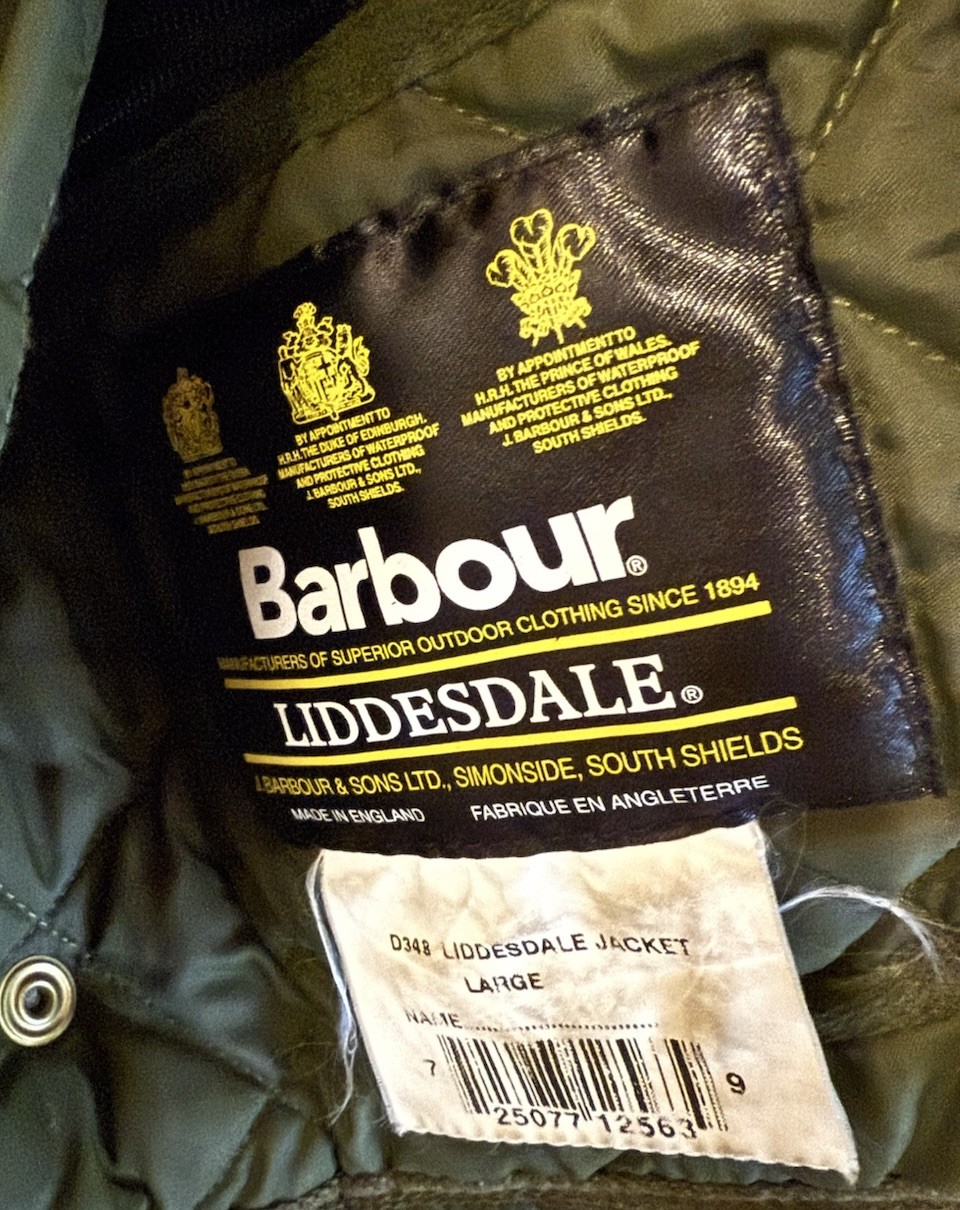 BY APPOINTMENT TO
H.R.H. THE DUKE OF EDINBURGH.
MANUFACTURERS OF WATERPROOF
AND PROTECTIVE CLOTHING
J. BARBOUR & SONS LTD.,
SOUTH SHIELDS.
BY APPOINTMENT TO
H.R.H. THE PRINCE OF WALES.
MANUFACTURERS OF WATERPROOF
AND PROTECTIVE CLOTHING
J. BARBOUR & SONS LTD.,
SOUTH SHIELDS.
Barbour®
MANUFACTURERS OF SUPERIOR OUTDOOR CLOTHING SINCE 1894
LIDDESDALE®
J. BARBOUR & SONS LTD., SIMONSIDE, SOUTH SHIELDS
MADE IN ENGLAND FABRIQUE EN ANGLETERRE
D348 LIDDESDALE JACKET
LARGE
NAME........................................
7 25077 12563 9